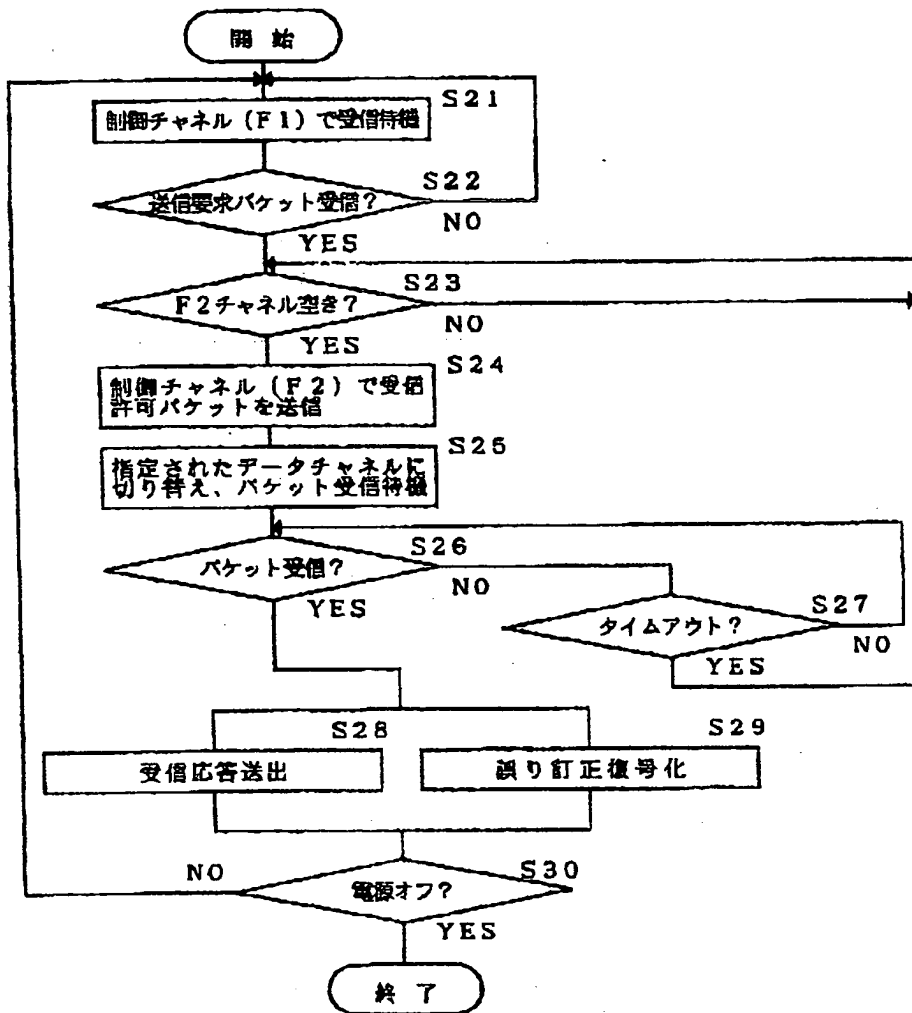 開始
S21
制御チャネル(F1)で受信待機
S22
送信要求パケット受信?
NO
YES
S23
F2チャネル空き?
NO
YES
S24
制御チャネル(F2)で受信
許可パケットを送信
S25
指定されたデータチャネルに
切り替え、パケット受信待機
S26
パケット受信?
NO
YES
S27
タイムアウト?
NO
YES
S28
受信応答送出
S29
誤り訂正復号化
NO
S30
電源オフ?
YES
終了